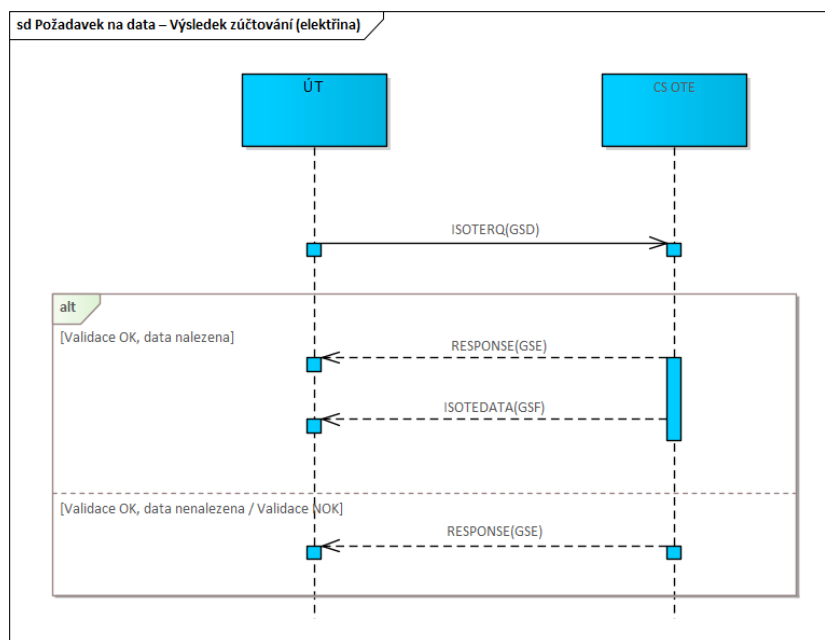 sd Požadavek na data – Výsledek zúčtování (elektřina)
ÚT
CS OTE
ISOTERQ(GSD)
alt
[Validace OK, data nalezena]
RESPONSE(GSE)
ISOTEDATA(GSF)
[Validace OK, data nenalezena / Validace NOK]
RESPONSE(GSE)